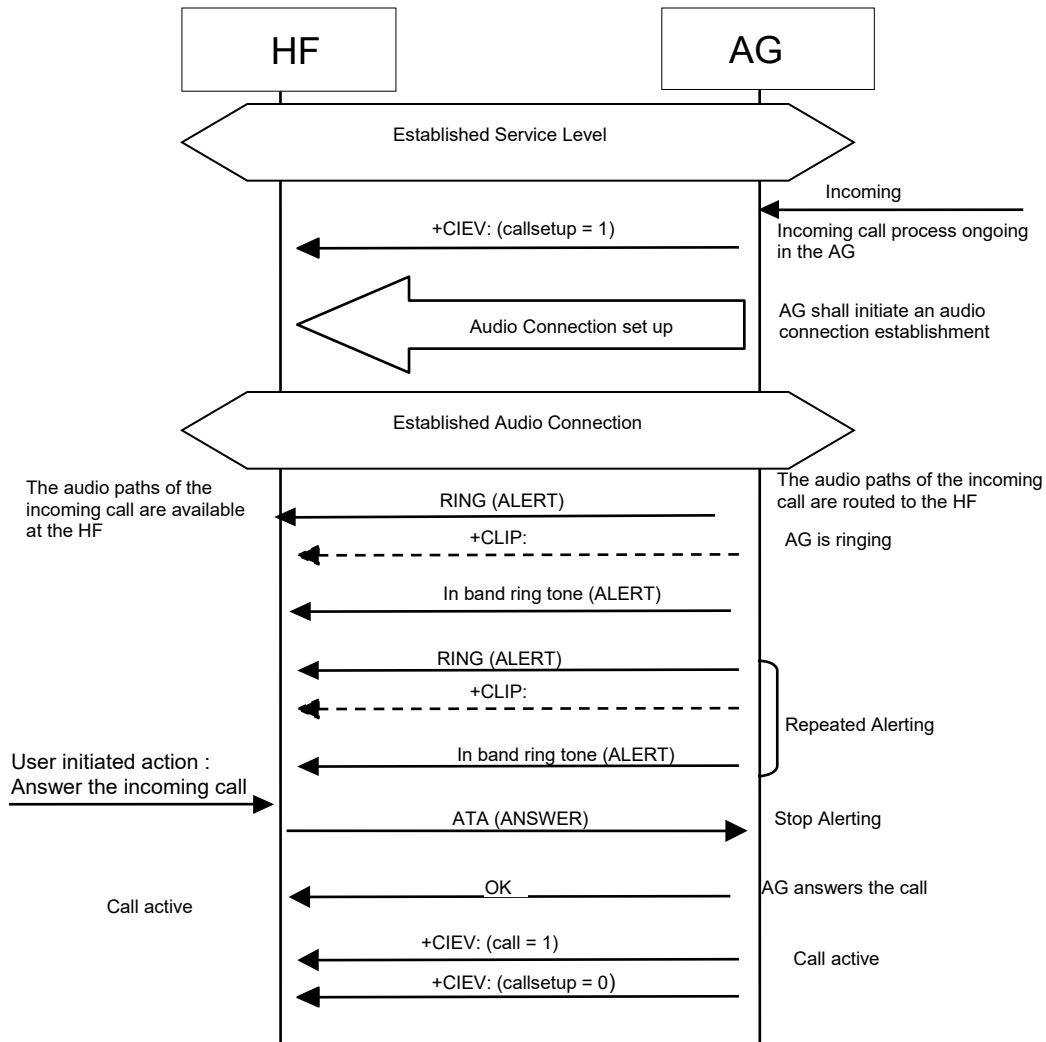 HF
AG
Established Service Level
Incoming
+CIEV: (callsetup = 1)
Incoming call process ongoing
in the AG
Audio Connection set up
AG shall initiate an audio
connection establishment
Established Audio Connection
The audio paths of the
incoming call are available
at the HF
RING (ALERT)
The audio paths of the incoming
call are routed to the HF
+CLIP:
AG is ringing
In band ring tone (ALERT)
RING (ALERT)
+CLIP:
Repeated Alerting
In band ring tone (ALERT)
User initiated action :
Answer the incoming call
ATA (ANSWER)
Stop Alerting
OK
AG answers the call
Call active
+CIEV: (call = 1)
Call active
+CIEV: (callsetup = 0)